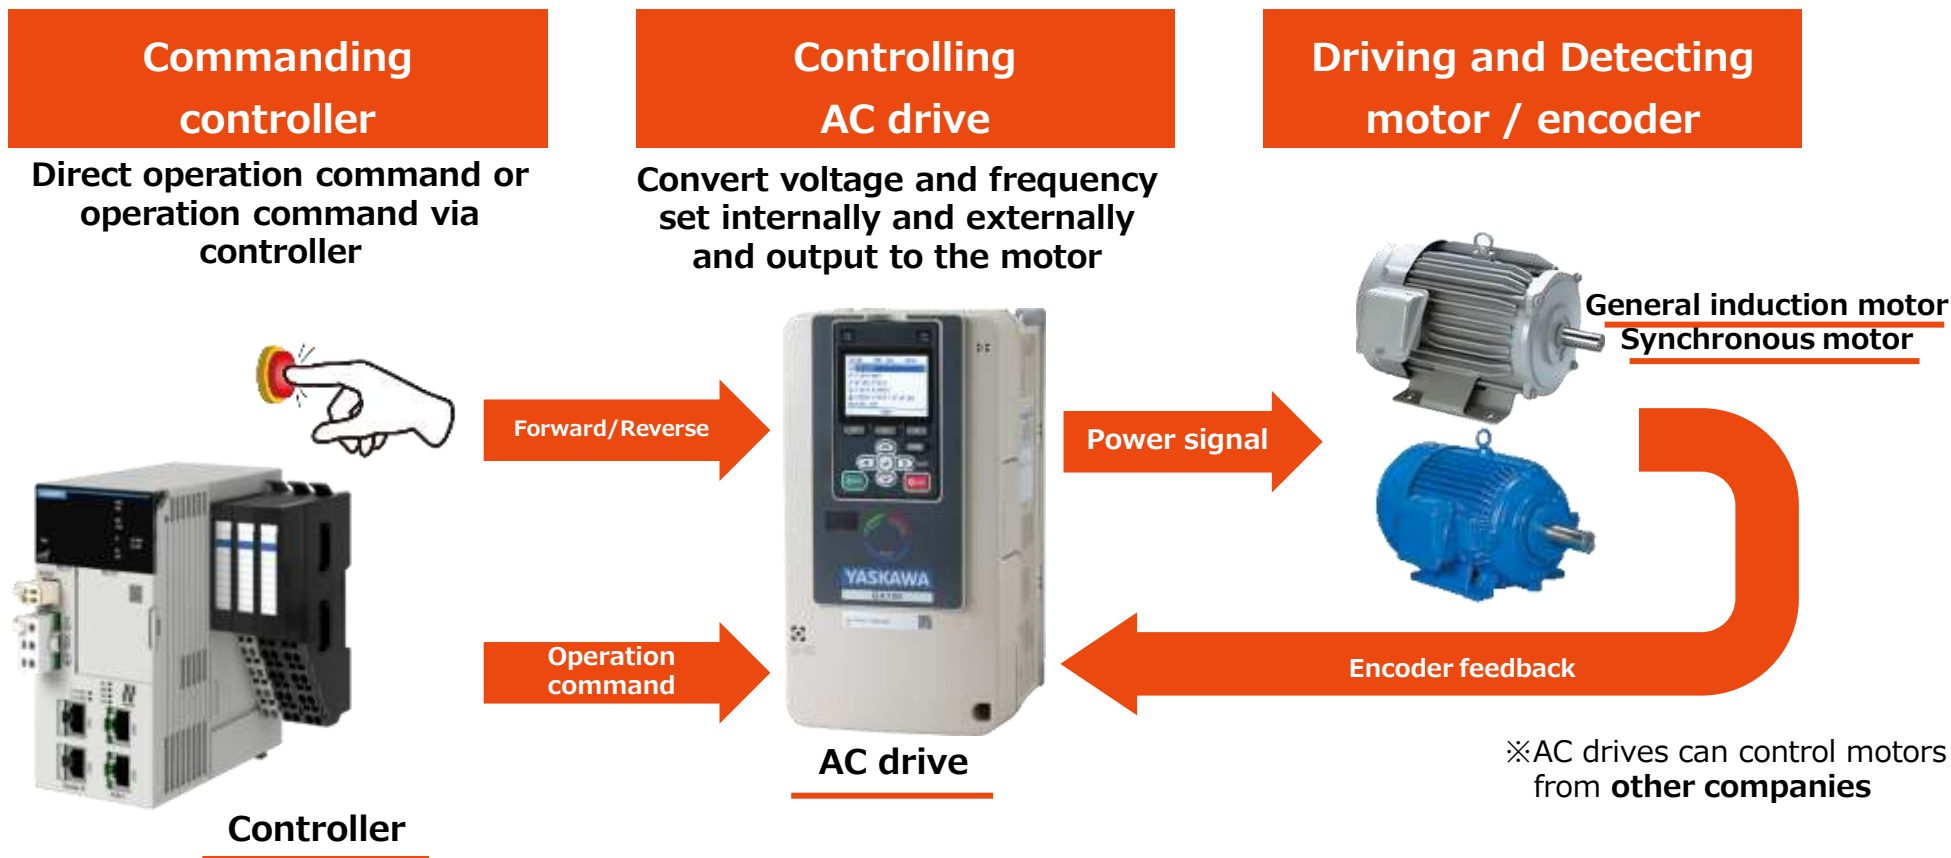 Commanding
controller
Controlling
AC drive
Driving and Detecting
motor / encoder
Direct operation command or
operation command via
controller
Convert voltage and frequency
set internally and externally
and output to the motor
General induction motor
Synchronous motor
Forward/Reverse
Power signal
YASKAWA
Operation
command
Encoder feedback
AC drive
Controller
※AC drives can control motors
from other companies